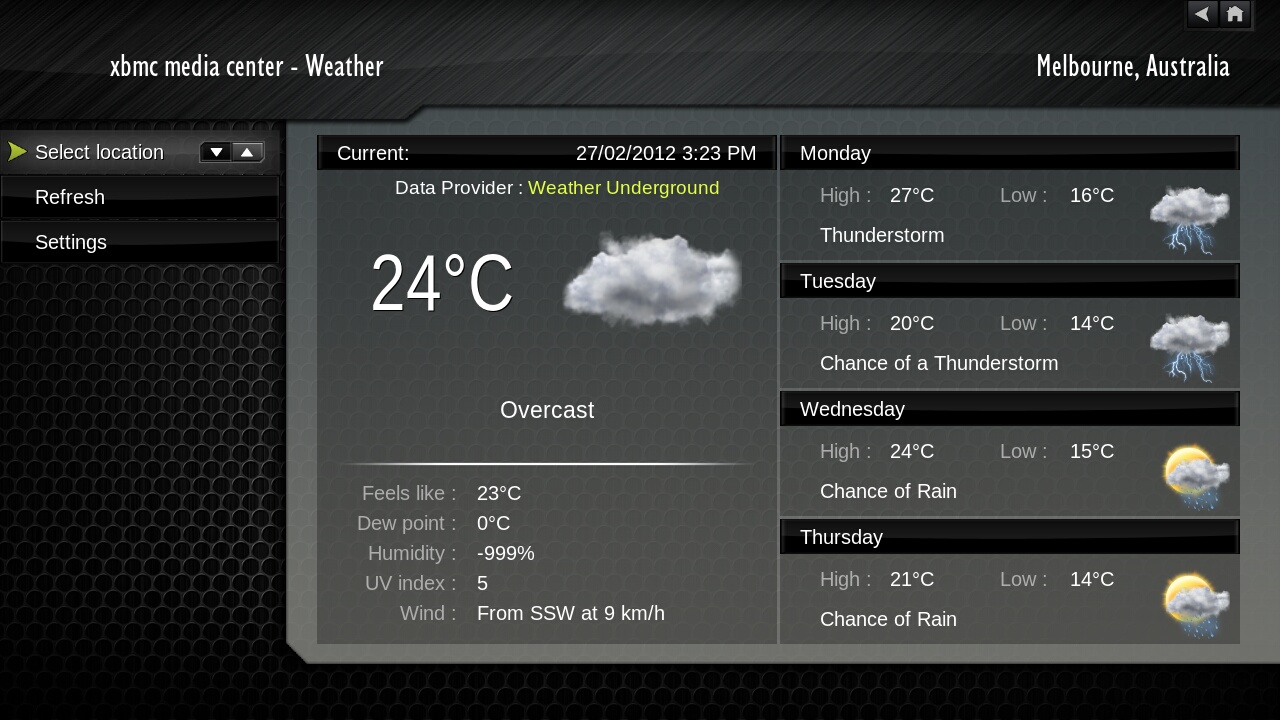 xbmc media center - Weather
Melbourne, Australia
Select location
Refresh
Settings
Current: 27/02/2012 3:23 PM
Data Provider : Weather Underground
24°C
Overcast
Feels like : 23°C
Dew point : 0°C
Humidity : -999%
UV index : 5
Wind : From SSW at 9 km/h
Monday
High : 27°C Low : 16°C
Thunderstorm
Tuesday
High : 20°C Low : 14°C
Chance of a Thunderstorm
Wednesday
High : 24°C Low : 15°C
Chance of Rain
Thursday
High : 21°C Low : 14°C
Chance of Rain